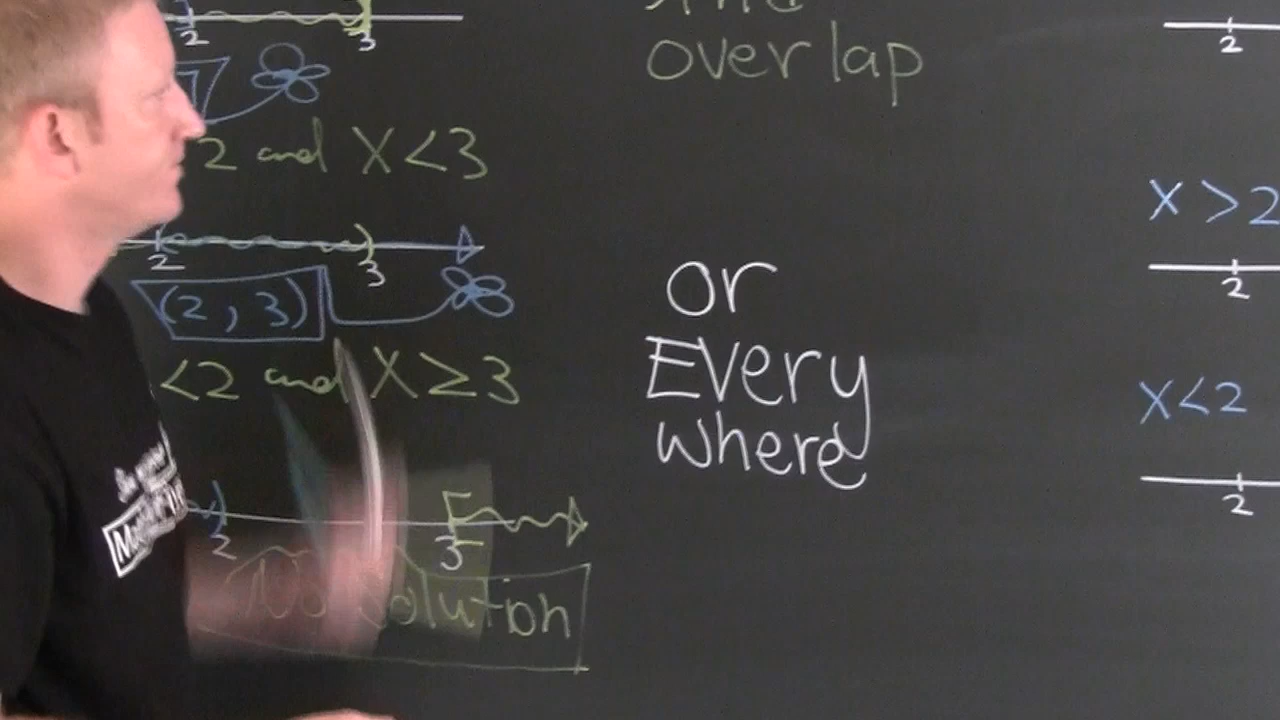 2 3
2 and X<3
2 3
(2, 3)
<2 and X≥3
2 3
No Solution
overlap
or
Every
where
2
X>2
2
X<2
2